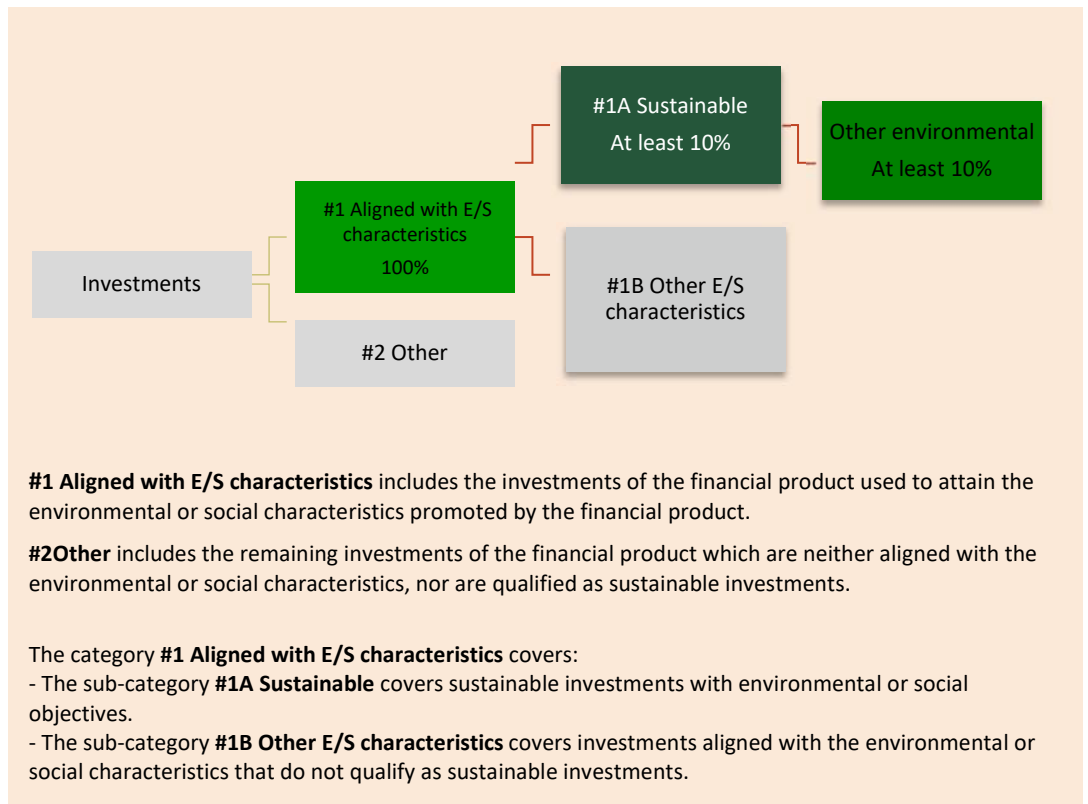 #1A Sustainable
At least 10%
Other environmental
At least 10%
#1 Aligned with E/S
characteristics
100%
Investments
#1B Other E/S
characteristics
#2 Other
#1 Aligned with E/S characteristics includes the investments of the financial product used to attain the
environmental or social characteristics promoted by the financial product.
#2Other includes the remaining investments of the financial product which are neither aligned with the
environmental or social characteristics, nor are qualified as sustainable investments.
The category #1 Aligned with E/S characteristics covers:
- The sub-category #1A Sustainable covers sustainable investments with environmental or social
objectives.
- The sub-category #1B Other E/S characteristics covers investments aligned with the environmental or
social characteristics that do not qualify as sustainable investments.